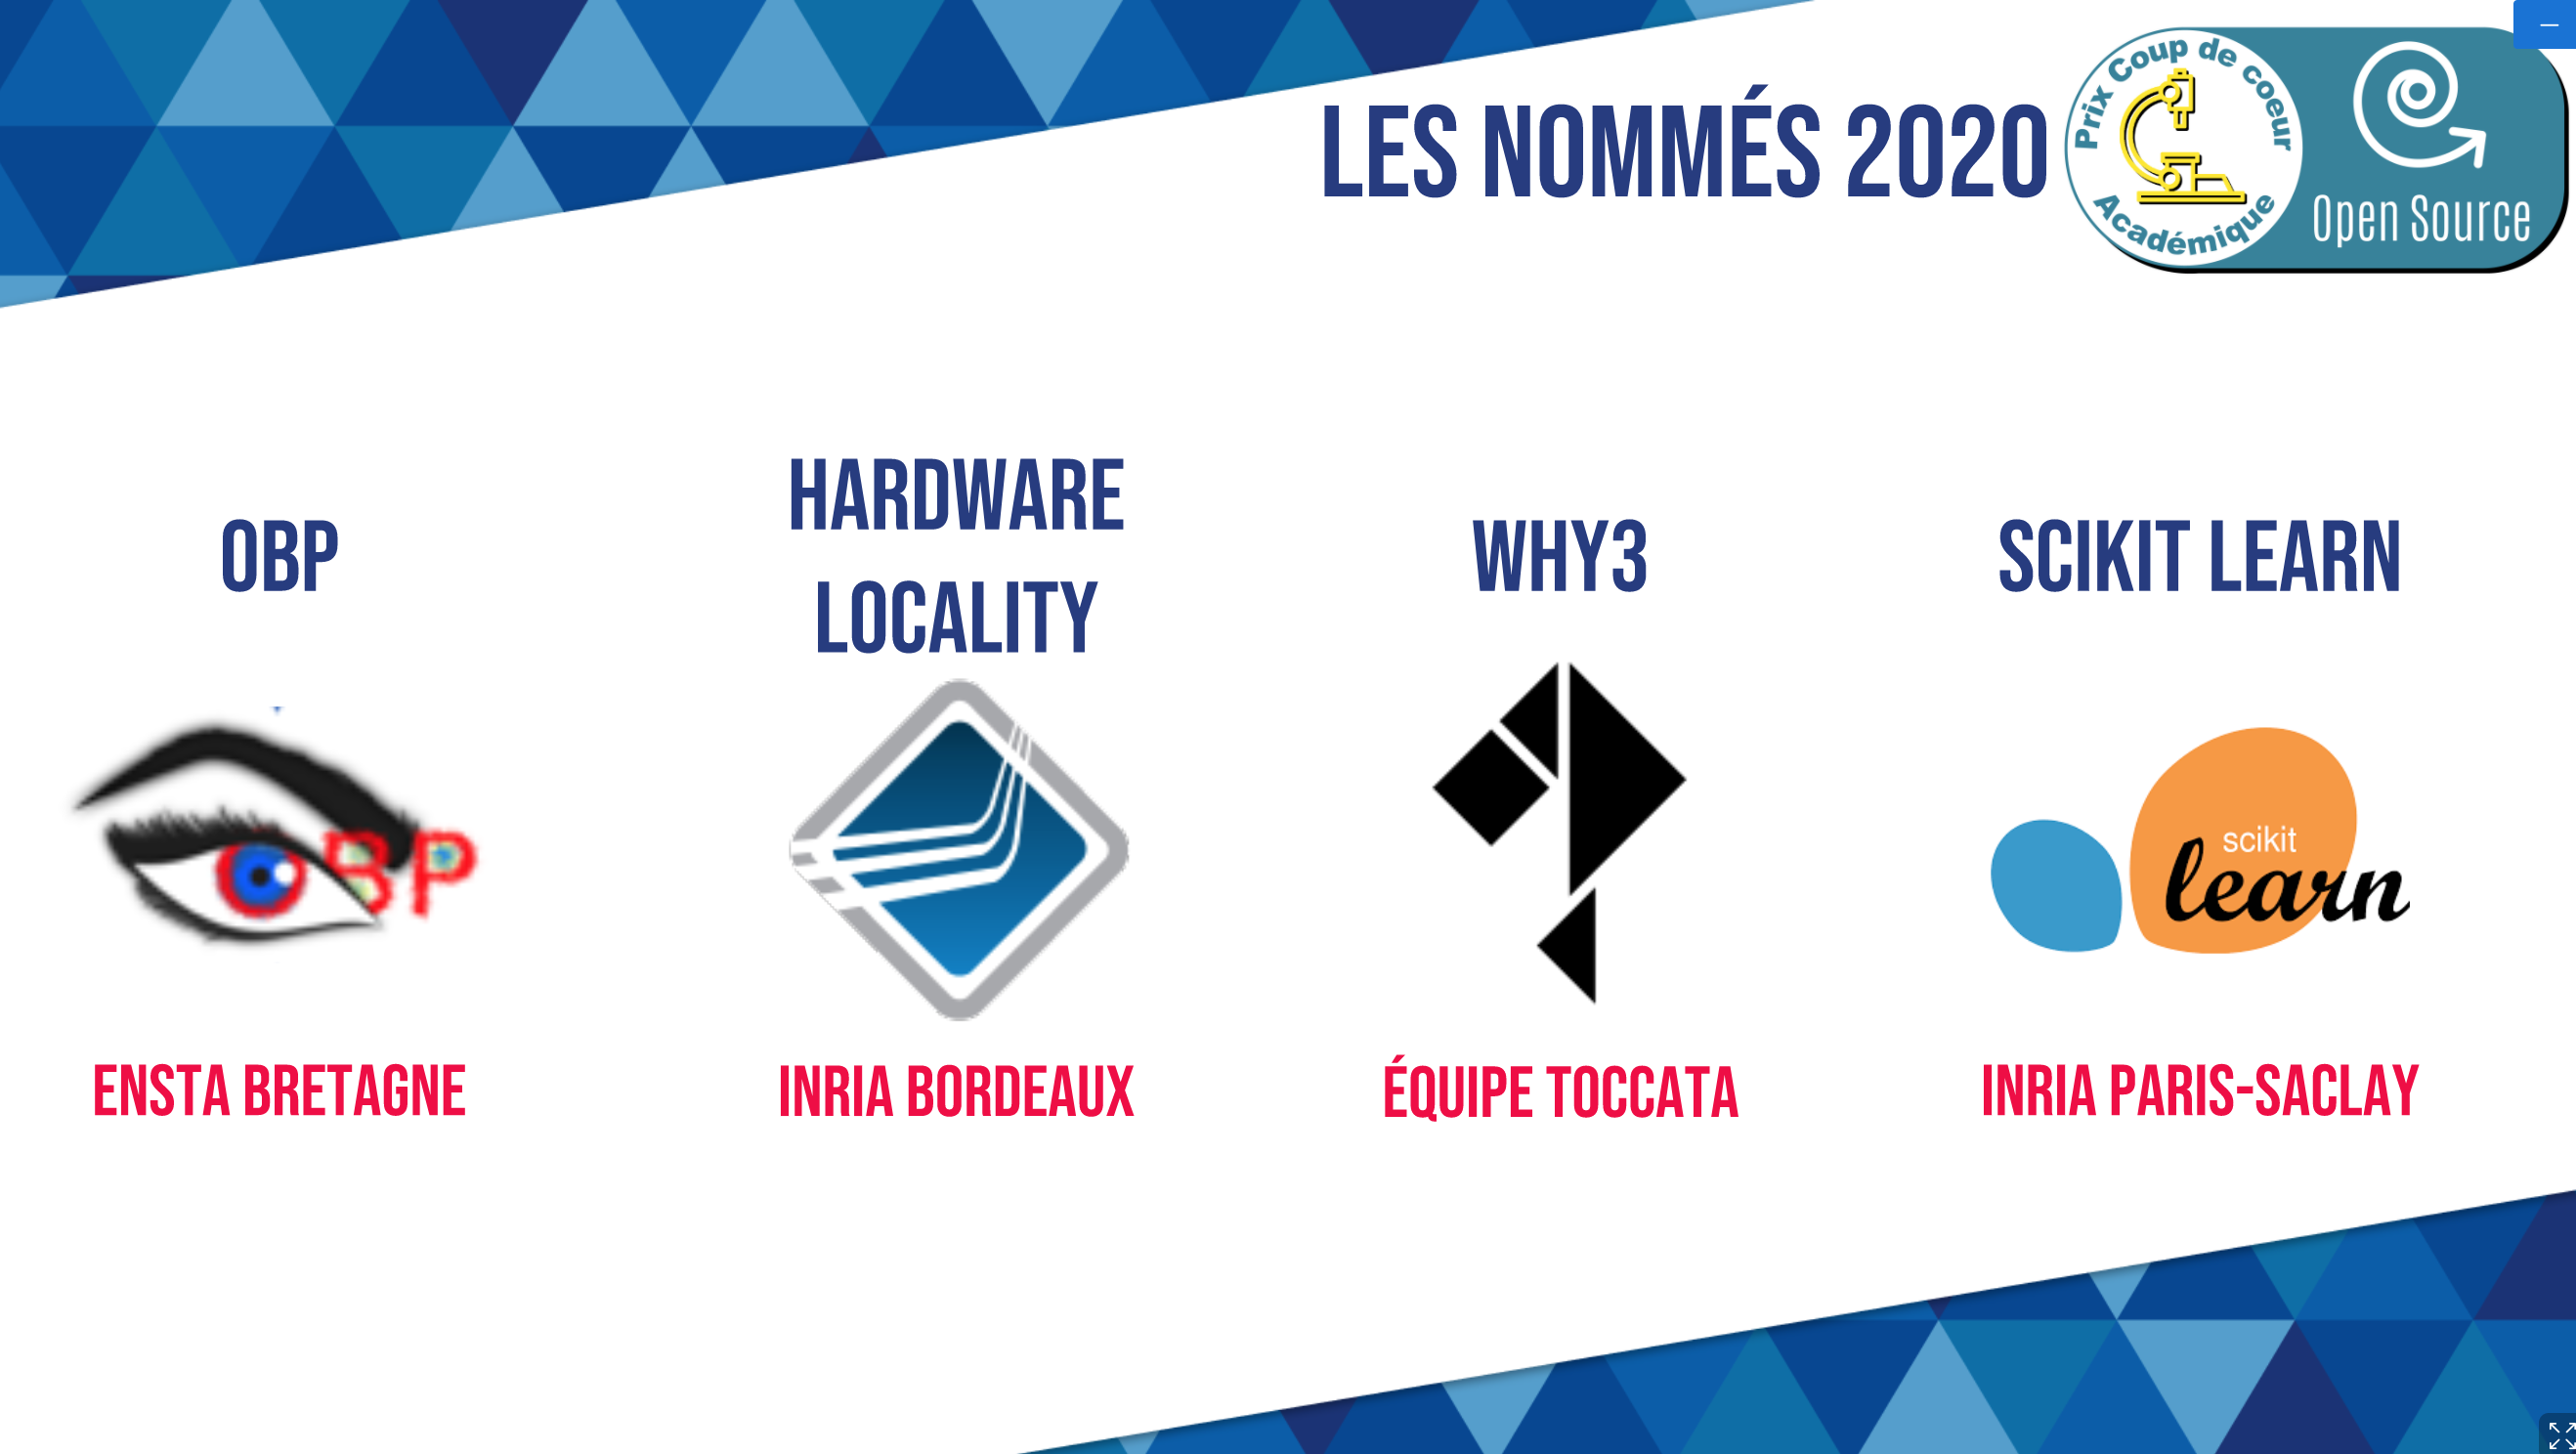 LES NOMMÉS 2020
Prix Coup de coeur
Académique
Open Source
OBP
HARDWARE
LOCALITY
WHY3
SCIKIT LEARN
OBP
scikit
learn
ENSTA BRETAGNE
INRIA BORDEAUX
ÉQUIPE TOCCATA
INRIA PARIS-SACLAY